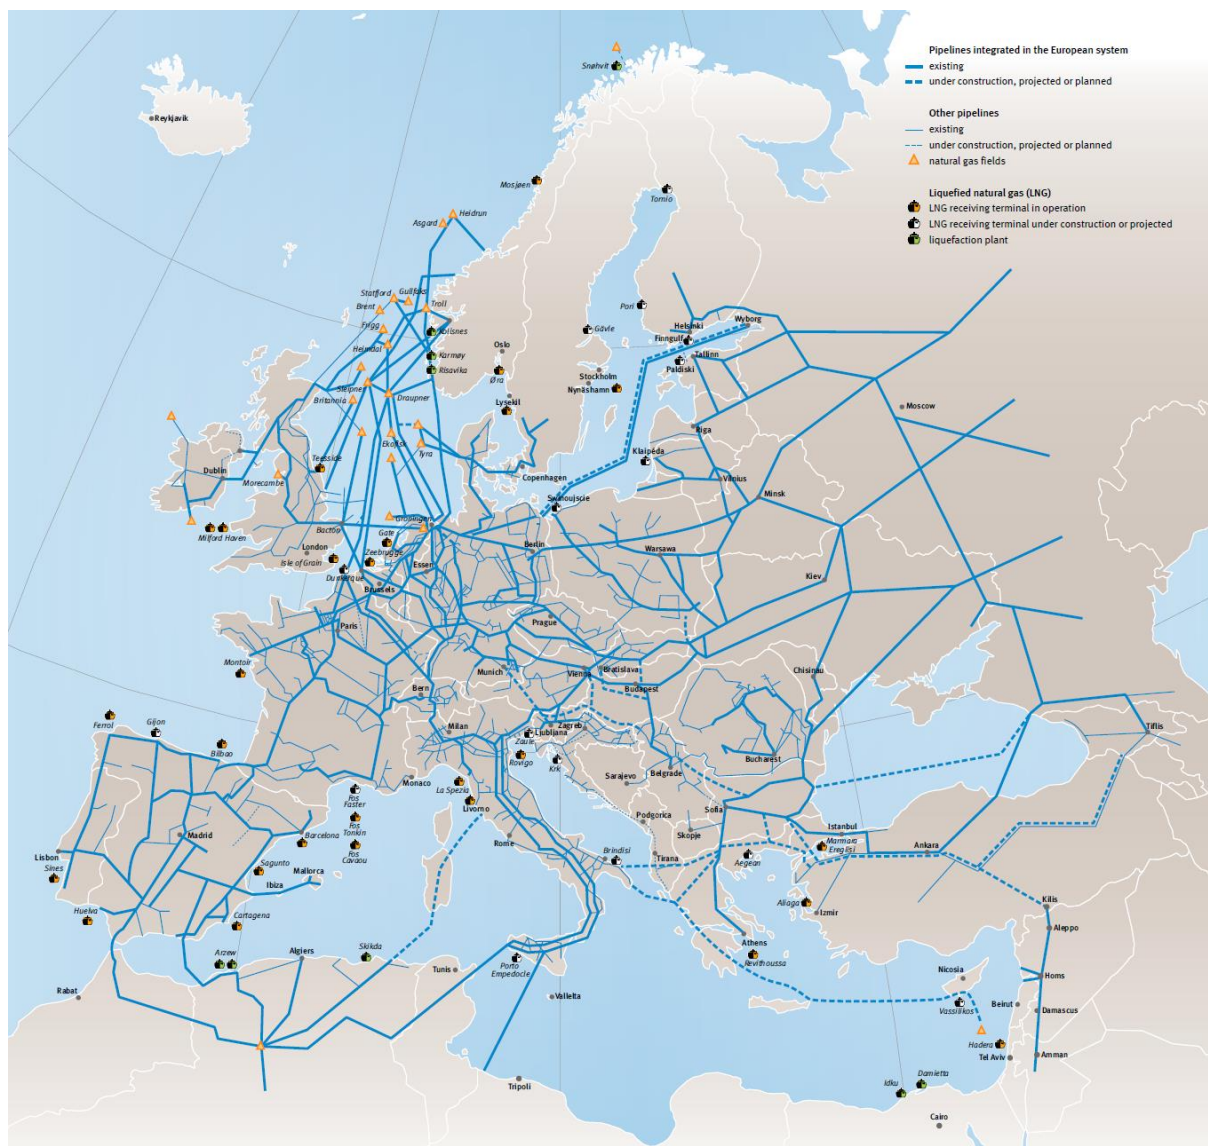 Pipelines integrated in the European system
existing
under construction, projected or planned
Other pipelines
existing
under construction, projected or planned
natural gas fields
Liquefied natural gas (LNG)
LNG receiving terminal in operation
LNG receiving terminal under construction or projected
liquefaction plant
Snøhvit
Reykjavik
Mosjøen
Tornio
Heidrun
Asgard
Statfjord
Gullfaks
Brent
Troll
Pori
Frigg
Kollsnes
Gävle
Helsinki
Wyborg
Finngulf
Heimdal
Oslo
Karmøy
Tallinn
Paldiski
Risavika
Øra
Stockholm
Nynäshamn
Sleipner
Britannia
Draupner
Lysekil
Moscow
Riga
Ekofisk
Tyra
Teesside
Dublin
Morecambe
Klaipėda
Copenhagen
Vilnius
Swinoujscie
Minsk
Groningen
Bacton
Gate
Milford Haven
London
Zeebrugge
Berlin
Warsawa
Isle of Grain
Dunkerque
Essen
Brussels
Kiev
Paris
Prague
Montoir
Munich
Vienna
Bratislava
Chisinau
Bern
Budapest
Ferrol
Gijon
Milan
Zagreb
Ljubljana
Tiflis
Bilbao
Zaule
Rovigo
Krk
Bucharest
Monaco
La Spezia
Sarajevo
Belgrade
Fos
Faster
Livorno
Podgorica
Sofia
Fos
Tonkin
Madrid
Barcelona
Rome
Skopje
Istanbul
Marmara
Ereglisi
Ankara
Fos
Cavaou
Lisbon
Brindisi
Tirana
Aegean
Sines
Sagunto
Mallorca
Ibiza
Huelva
Cartagena
Aliaga
Izmir
Kilis
Aleppo
Athens
Revithoussa
Arzew
Algiers
Skikda
Tunis
Porto
Empedocle
Nicosia
Homs
Rabat
Valletta
Vassilikos
Beirut
Damascus
Hadera
Tel Aviv
Amman
Tripoli
Idku
Damietta
Cairo